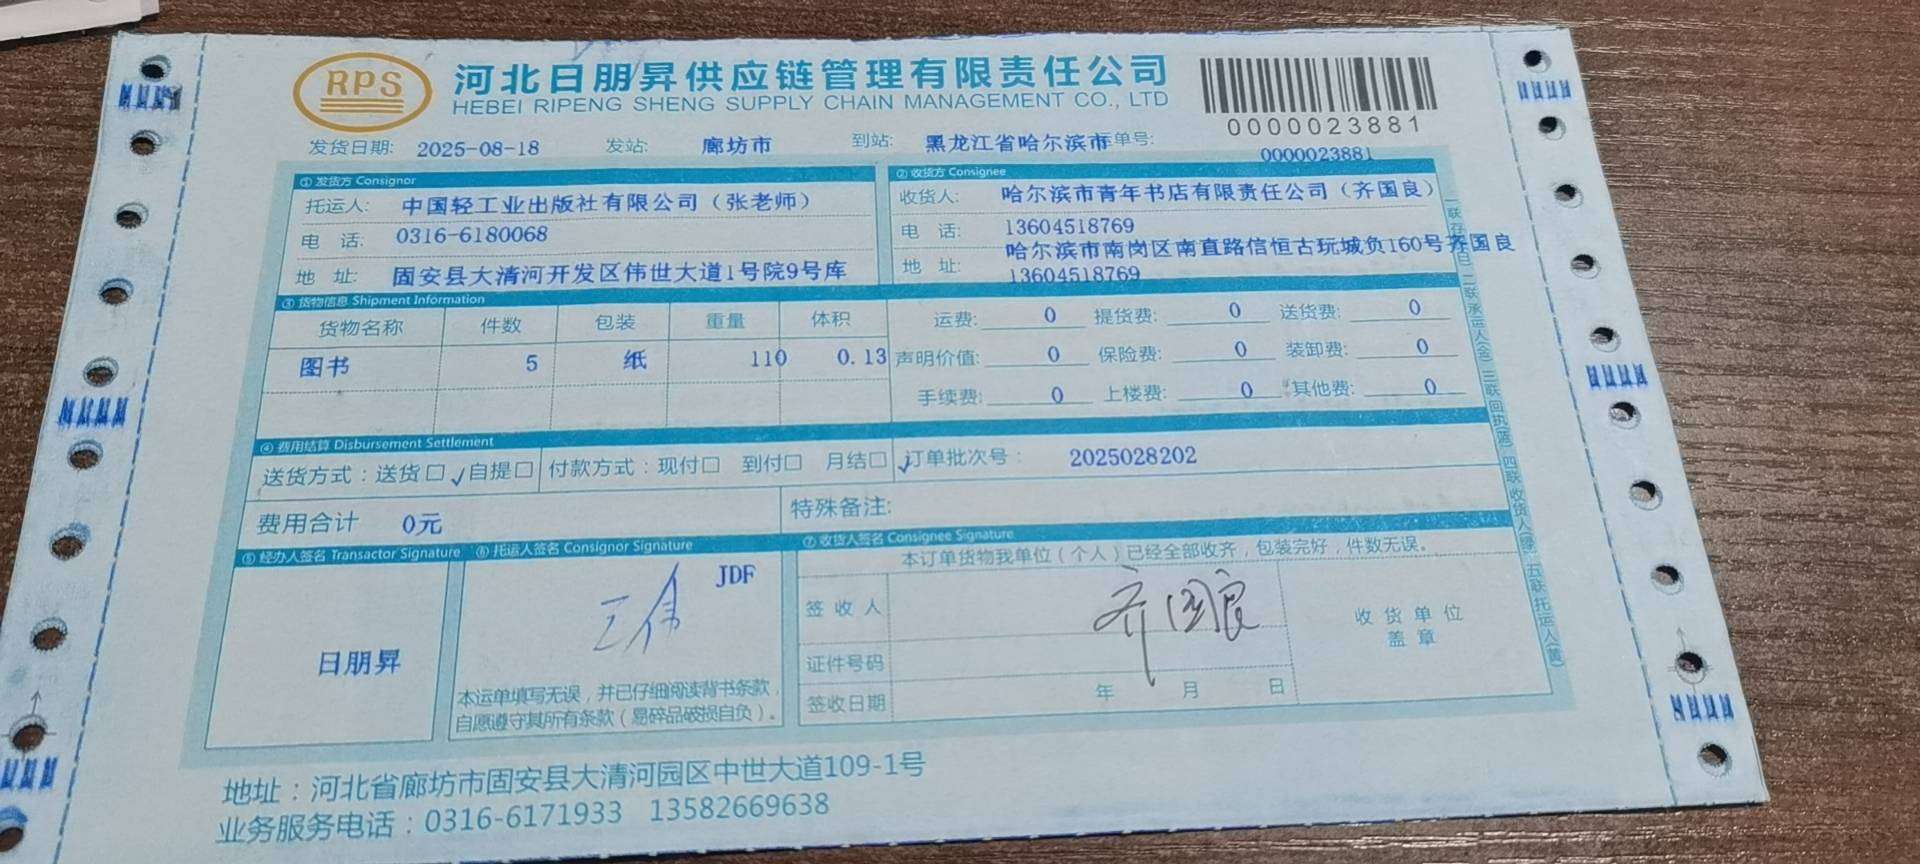 RPS 河北日朋昇供应链管理有限责任公司
HEBEI RIPENG SHENG SUPPLY CHAIN MANAGEMENT CO., LTD
0000023881
发货日期: 2025-08-18 发站: 廊坊市 到站: 黑龙江省哈尔滨市 单号: 0000023881
① 发货方 Consignor ② 收货方 Consignee
托运人: 中国轻工业出版社有限公司（张老师） 收货人: 哈尔滨市青年书店有限责任公司（齐国良）
电 话: 0316-6180068 电 话: 13604518769
地 址: 固安县大清河开发区伟世大道1号院9号库 地 址: 哈尔滨市南岗区南直路信恒古玩城负160号齐国良
13604518769
③ 货物信息 Shipment Information
货物名称 件数 包装 重量 体积 运费: 0 提货费: 0 送货费: 0
图书 5 纸 110 0.13 声明价值: 0 保险费: 0 装卸费: 0
手续费: 0 上楼费: 0 其他费: 0
④ 费用结算 Disbursement Settlement
送货方式：送货□ ✓自提□ 付款方式：现付□ 到付□ 月结□ ✓订单批次号： 2025028202
费用合计 0元 特殊备注:
⑤ 经办人签名 Transactor Signature ⑥ 托运人签名 Consignor Signature ⑦ 收货人签名 Consignee Signature
本订单货物我单位（个人）已经全部收齐，包装完好，件数无误。
日朋昇 王伟 JDF
签收人 齐国良 收货单位
盖章
证件号码
签收日期 年 月 日
本运单填写无误，并已仔细阅读背书条款，
自愿遵守其所有条款（易碎品破损自负）。
地址：河北省廊坊市固安县大清河园区中世大道109-1号
业务服务电话：0316-6171933 13582669638